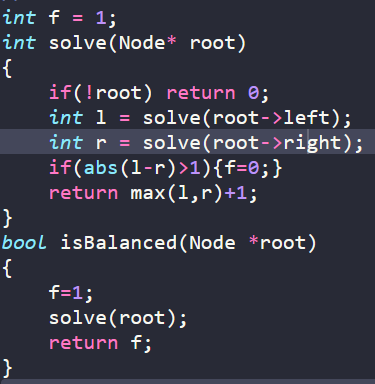 int f = 1;
int solve(Node* root)
{
    if(!root) return 0;
    int l = solve(root->left);
    int r = solve(root->right);
    if(abs(l-r)>1){f=0;}
    return max(l,r)+1;
}
bool isBalanced(Node *root)
{
    f=1;
    solve(root);
    return f;
}